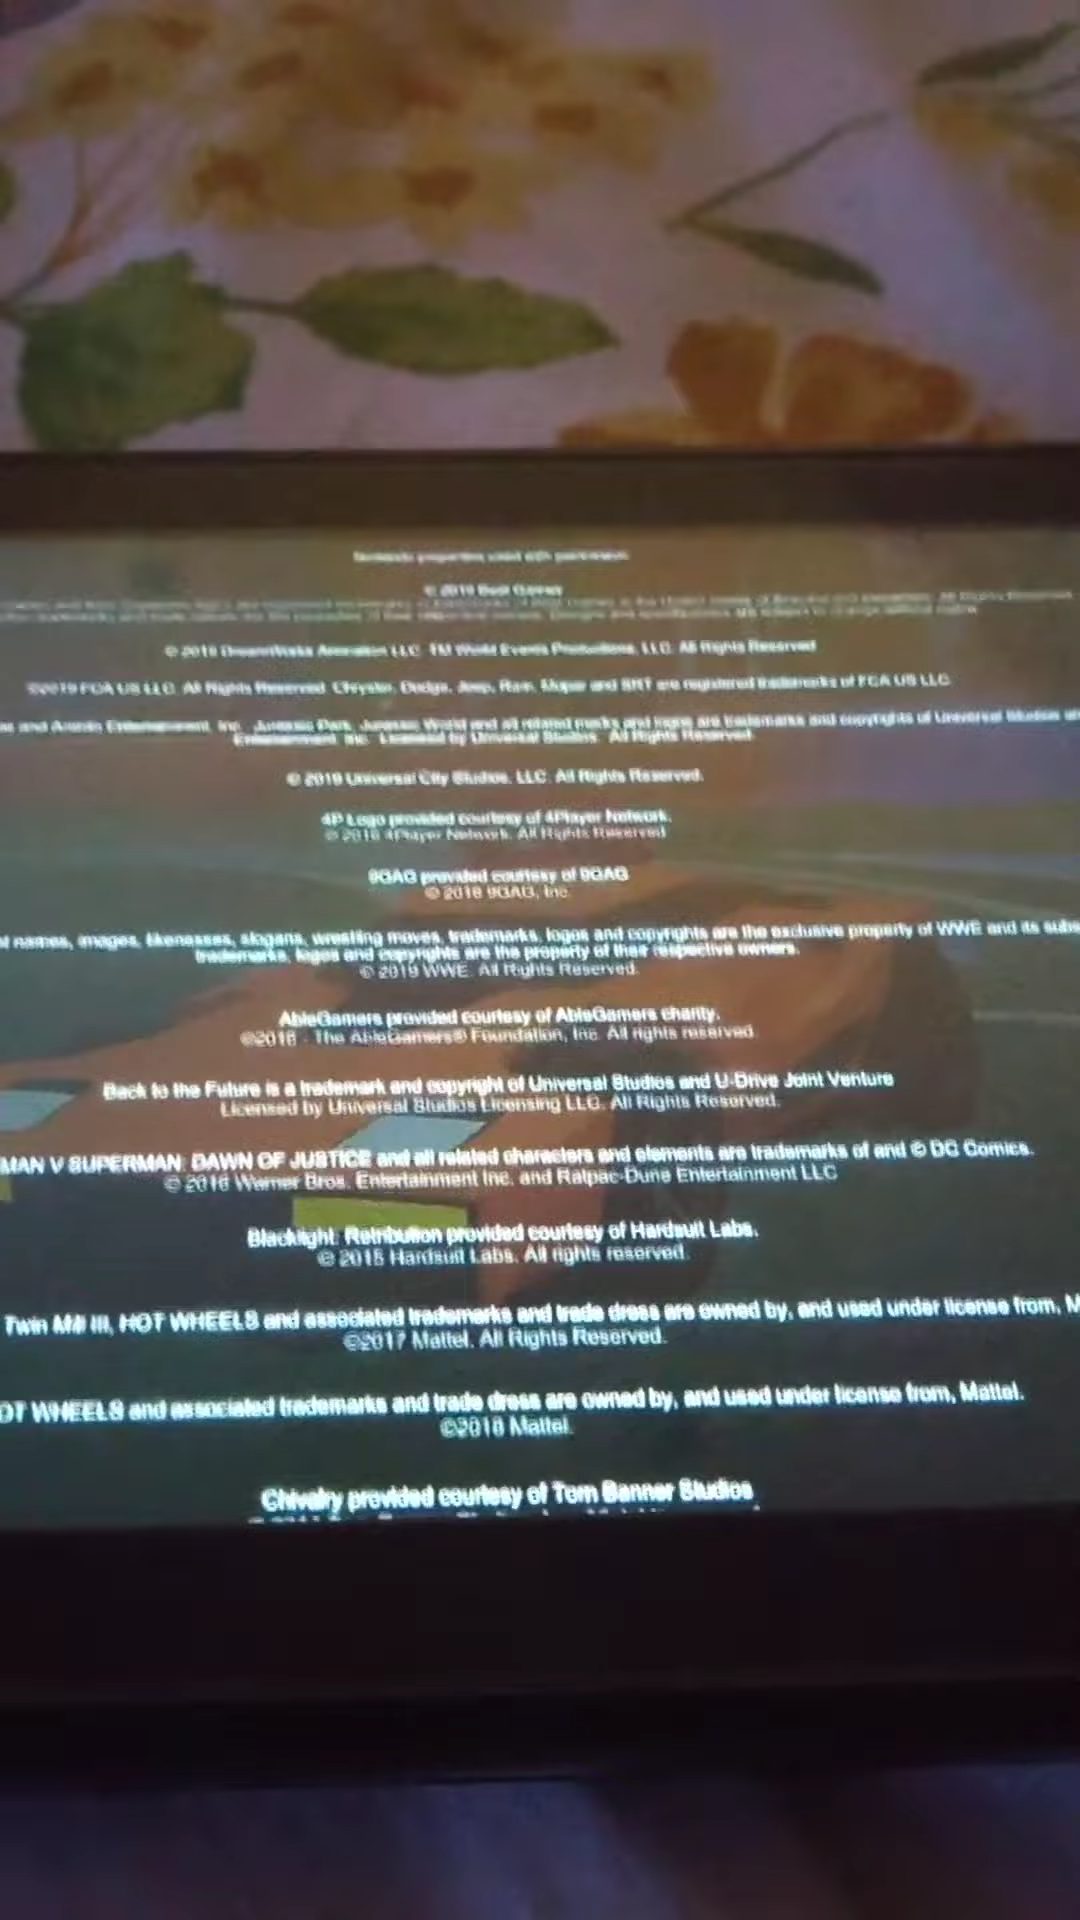 Nintendo properties used with permission.
© 2019 Beat Games
© 2019 DreamWorks Animation LLC. TM World Events Productions, LLC. All Rights Reserved
©2019 FCA US LLC. All Rights Reserved. Chrysler, Dodge, Jeep, Ram, Mopar and SRT are registered trademarks of FCA US LLC.
and Amblin Entertainment, Inc. Jurassic Park, Jurassic World and all related marks and logos are trademarks and copyrights of Universal Studios
Entertainment, Inc. Licensed by Universal Studios. All Rights Reserved.
© 2019 Universal City Studios, LLC. All Rights Reserved.
4P Logo provided courtesy of 4Player Network.
© 2016 4Player Network. All Rights Reserved
9GAG provided courtesy of 9GAG
© 2016 9GAG, Inc.
names, images, likenesses, slogans, wrestling moves, trademarks, logos and copyrights are the exclusive property of WWE and its subs
trademarks, logos and copyrights are the property of their respective owners.
© 2019 WWE. All Rights Reserved.
AbleGamers provided courtesy of AbleGamers charity.
©2016 - The AbleGamers® Foundation, Inc. All rights reserved.
Back to the Future is a trademark and copyright of Universal Studios and U-Drive Joint Venture
Licensed by Universal Studios Licensing LLC. All Rights Reserved.
MAN V SUPERMAN: DAWN OF JUSTICE and all related characters and elements are trademarks of and © DC Comics.
© 2016 Warner Bros. Entertainment Inc. and Ratpac-Dune Entertainment LLC
Blacklight: Retribution provided courtesy of Hardsuit Labs.
© 2015 Hardsuit Labs. All rights reserved.
Twin Mill III, HOT WHEELS and associated trademarks and trade dress are owned by, and used under license from, M
©2017 Mattel. All Rights Reserved.
OT WHEELS and associated trademarks and trade dress are owned by, and used under license from, Mattel.
©2018 Mattel.
Chivalry provided courtesy of Torn Banner Studios